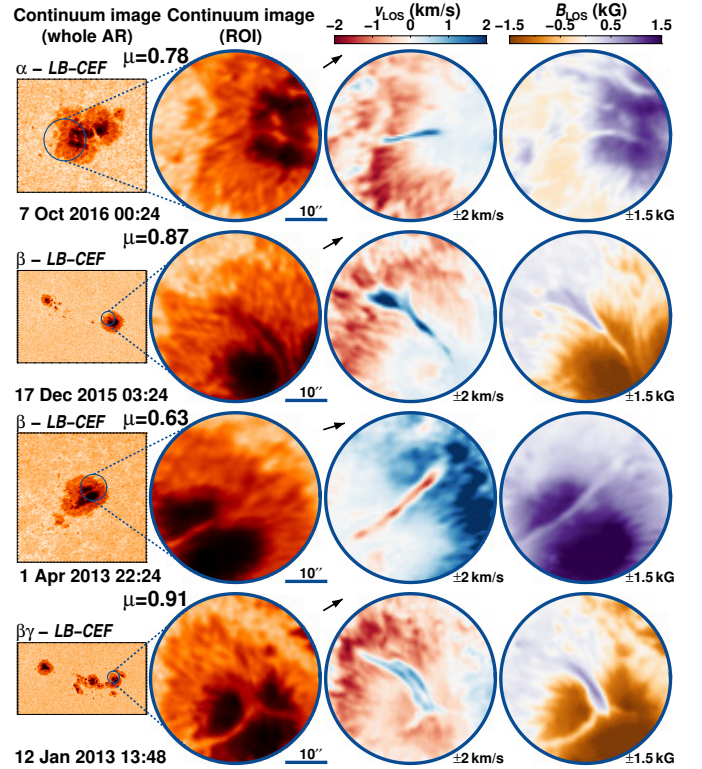 Continuum image
(whole AR)
Continuum image
(ROI)
v_LOS (km/s)
−2 −1 0 1 2
B_LOS (kG)
−1.5 −0.5 0.5 1.5
α − LB−CEF
μ=0.78
7 Oct 2016 00:24
10″
±2 km/s
±1.5 kG
β − LB−CEF
μ=0.87
17 Dec 2015 03:24
10″
±2 km/s
±1.5 kG
β − LB−CEF
μ=0.63
1 Apr 2013 22:24
10″
±2 km/s
±1.5 kG
βγ − LB−CEF
μ=0.91
12 Jan 2013 13:48
10″
±2 km/s
±1.5 kG